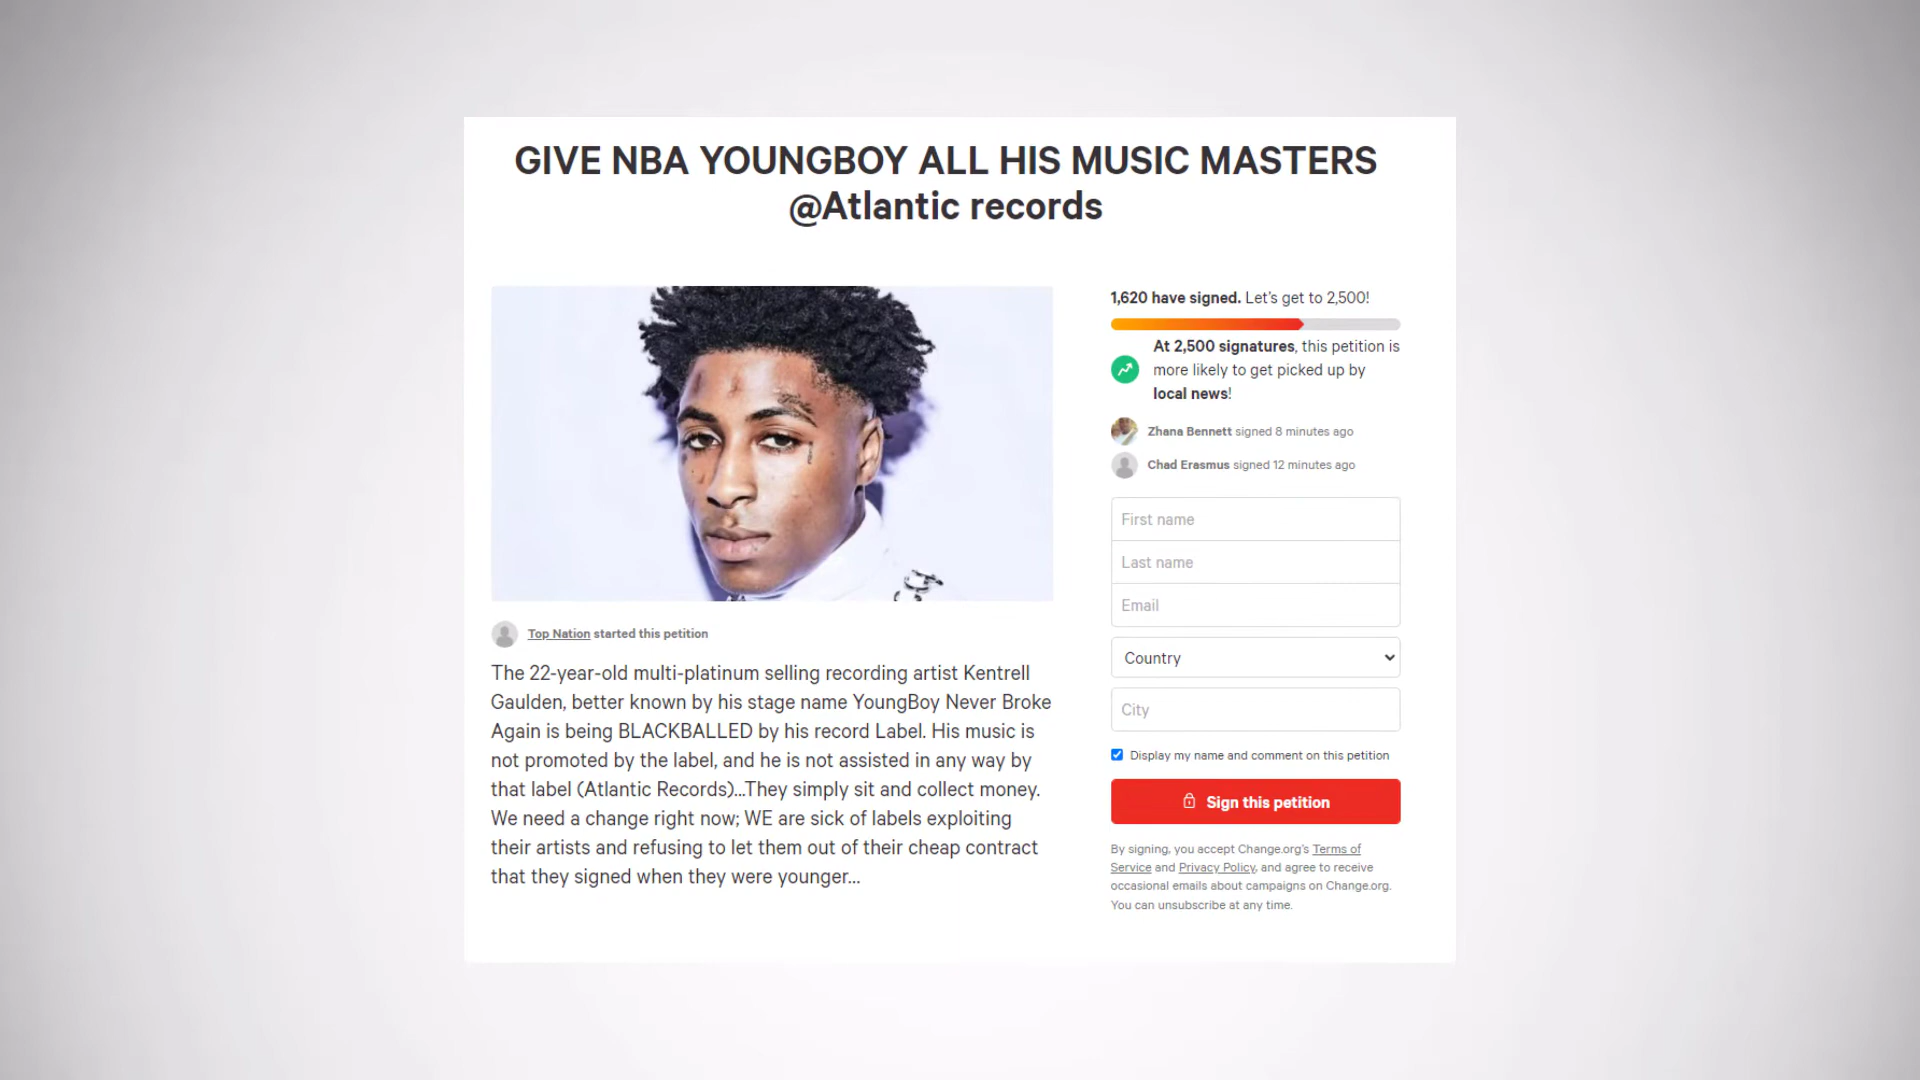 GIVE NBA YOUNGBOY ALL HIS MUSIC MASTERS
@Atlantic records
1,620 have signed. Let's get to 2,500!
At 2,500 signatures, this petition is
more likely to get picked up by
local news!
Zhana Bennett signed 8 minutes ago
Chad Erasmus signed 12 minutes ago
First name
Last name
Email
Country
City
Display my name and comment on this petition
Sign this petition
By signing, you accept Change.org's Terms of
Service and Privacy Policy, and agree to receive
occasional emails about campaigns on Change.org.
You can unsubscribe at any time.
Top Nation started this petition
The 22-year-old multi-platinum selling recording artist Kentrell
Gaulden, better known by his stage name YoungBoy Never Broke
Again is being BLACKBALLED by his record Label. His music is
not promoted by the label, and he is not assisted in any way by
that label (Atlantic Records)...They simply sit and collect money.
We need a change right now; WE are sick of labels exploiting
their artists and refusing to let them out of their cheap contract
that they signed when they were younger...